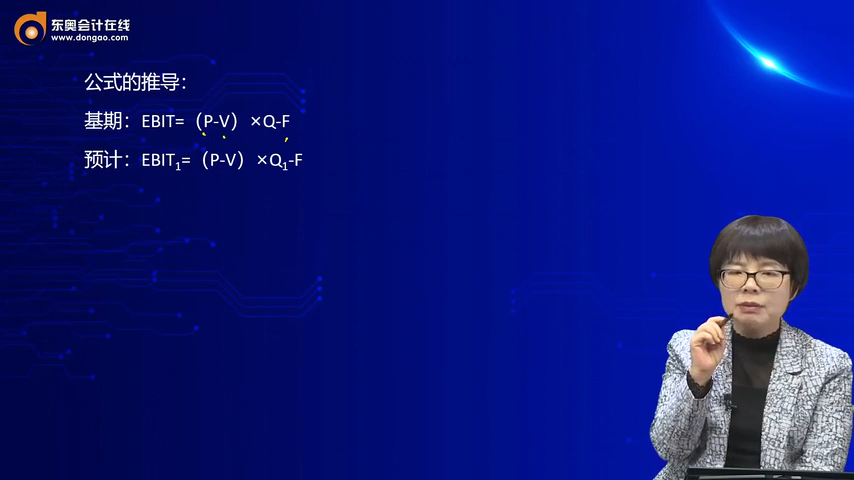 东奥会计在线
www.dongao.com
公式的推导：
基期：EBIT=（P-V）×Q-F
预计：EBIT₁=（P-V）×Q₁-F